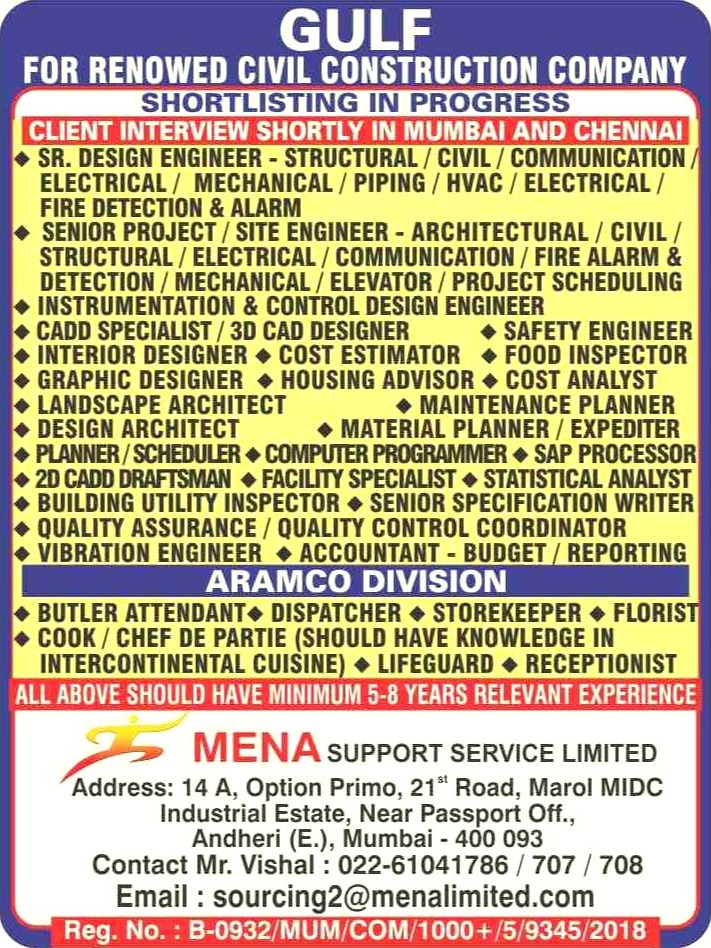 GULF
FOR RENOWED CIVIL CONSTRUCTION COMPANY
SHORTLISTING IN PROGRESS
CLIENT INTERVIEW SHORTLY IN MUMBAI AND CHENNAI
◆ SR. DESIGN ENGINEER - STRUCTURAL / CIVIL / COMMUNICATION /
ELECTRICAL / MECHANICAL / PIPING / HVAC / ELECTRICAL /
FIRE DETECTION & ALARM
◆ SENIOR PROJECT / SITE ENGINEER - ARCHITECTURAL / CIVIL /
STRUCTURAL / ELECTRICAL / COMMUNICATION / FIRE ALARM &
DETECTION / MECHANICAL / ELEVATOR / PROJECT SCHEDULING
◆ INSTRUMENTATION & CONTROL DESIGN ENGINEER
◆ CADD SPECIALIST / 3D CAD DESIGNER ◆ SAFETY ENGINEER
◆ INTERIOR DESIGNER ◆ COST ESTIMATOR ◆ FOOD INSPECTOR
◆ GRAPHIC DESIGNER ◆ HOUSING ADVISOR ◆ COST ANALYST
◆ LANDSCAPE ARCHITECT ◆ MAINTENANCE PLANNER
◆ DESIGN ARCHITECT ◆ MATERIAL PLANNER / EXPEDITER
◆ PLANNER / SCHEDULER ◆ COMPUTER PROGRAMMER ◆ SAP PROCESSOR
◆ 2D CADD DRAFTSMAN ◆ FACILITY SPECIALIST ◆ STATISTICAL ANALYST
◆ BUILDING UTILITY INSPECTOR ◆ SENIOR SPECIFICATION WRITER
◆ QUALITY ASSURANCE / QUALITY CONTROL COORDINATOR
◆ VIBRATION ENGINEER ◆ ACCOUNTANT - BUDGET / REPORTING
ARAMCO DIVISION
◆ BUTLER ATTENDANT ◆ DISPATCHER ◆ STOREKEEPER ◆ FLORIST
◆ COOK / CHEF DE PARTIE (SHOULD HAVE KNOWLEDGE IN
INTERCONTINENTAL CUISINE) ◆ LIFEGUARD ◆ RECEPTIONIST
ALL ABOVE SHOULD HAVE MINIMUM 5-8 YEARS RELEVANT EXPERIENCE
MENA SUPPORT SERVICE LIMITED
Address: 14 A, Option Primo, 21st Road, Marol MIDC
Industrial Estate, Near Passport Off.,
Andheri (E.), Mumbai - 400 093
Contact Mr. Vishal : 022-61041786 / 707 / 708
Email : sourcing2@menalimited.com
Reg. No. : B-0932/MUM/COM/1000+/5/9345/2018